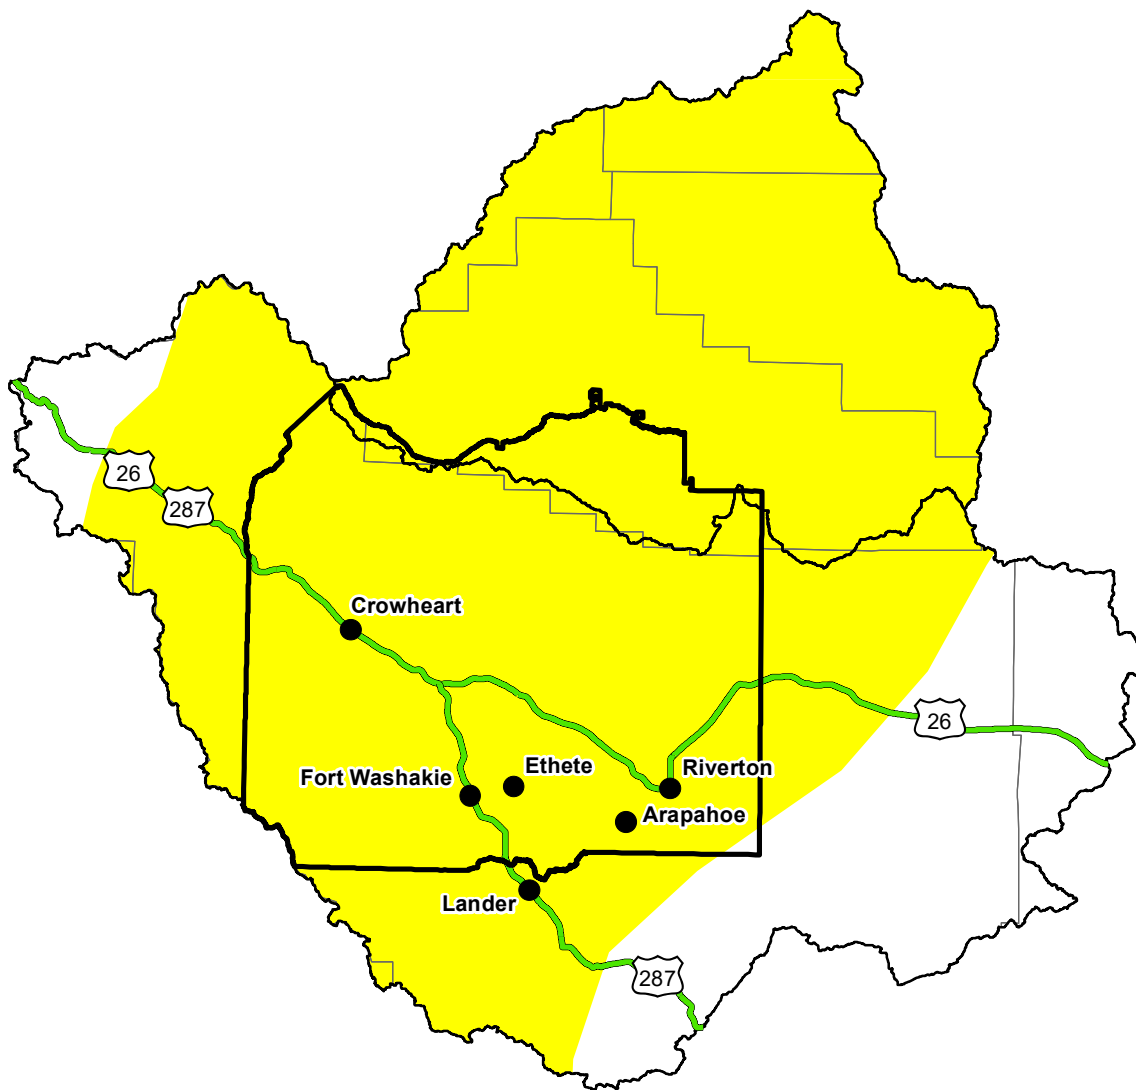 26
287
Crowheart
26
Ethete
Riverton
Fort Washakie
Arapahoe
Lander
287